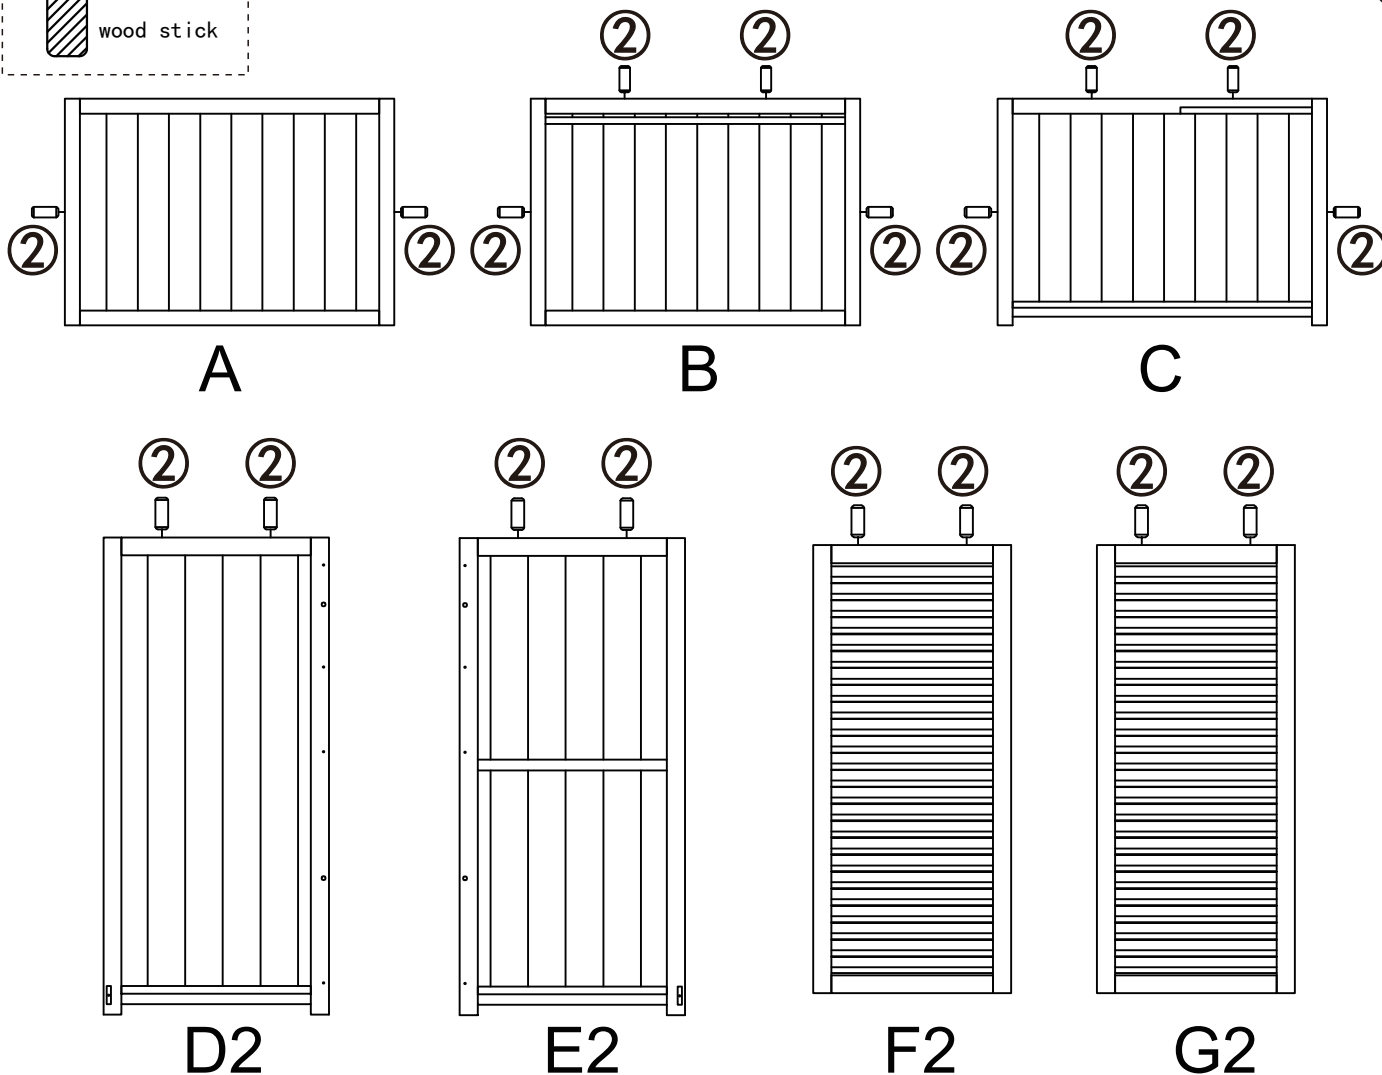 wood stick
② ② ② ②
② ② ② ② ② ②
A B C
② ② ② ② ② ② ② ②
D2 E2 F2 G2